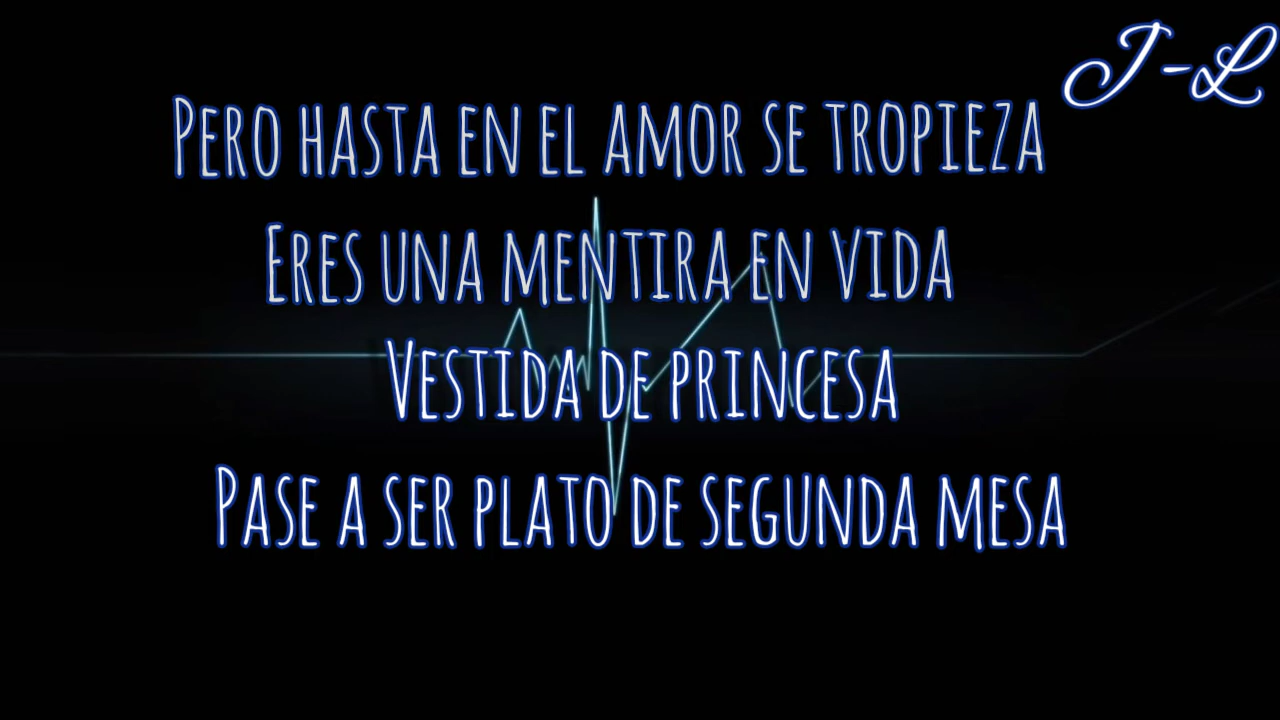 J-L
Pero hasta en el amor se tropieza
Eres una mentira en vida
Vestida de princesa
Pase a ser plato de segunda mesa